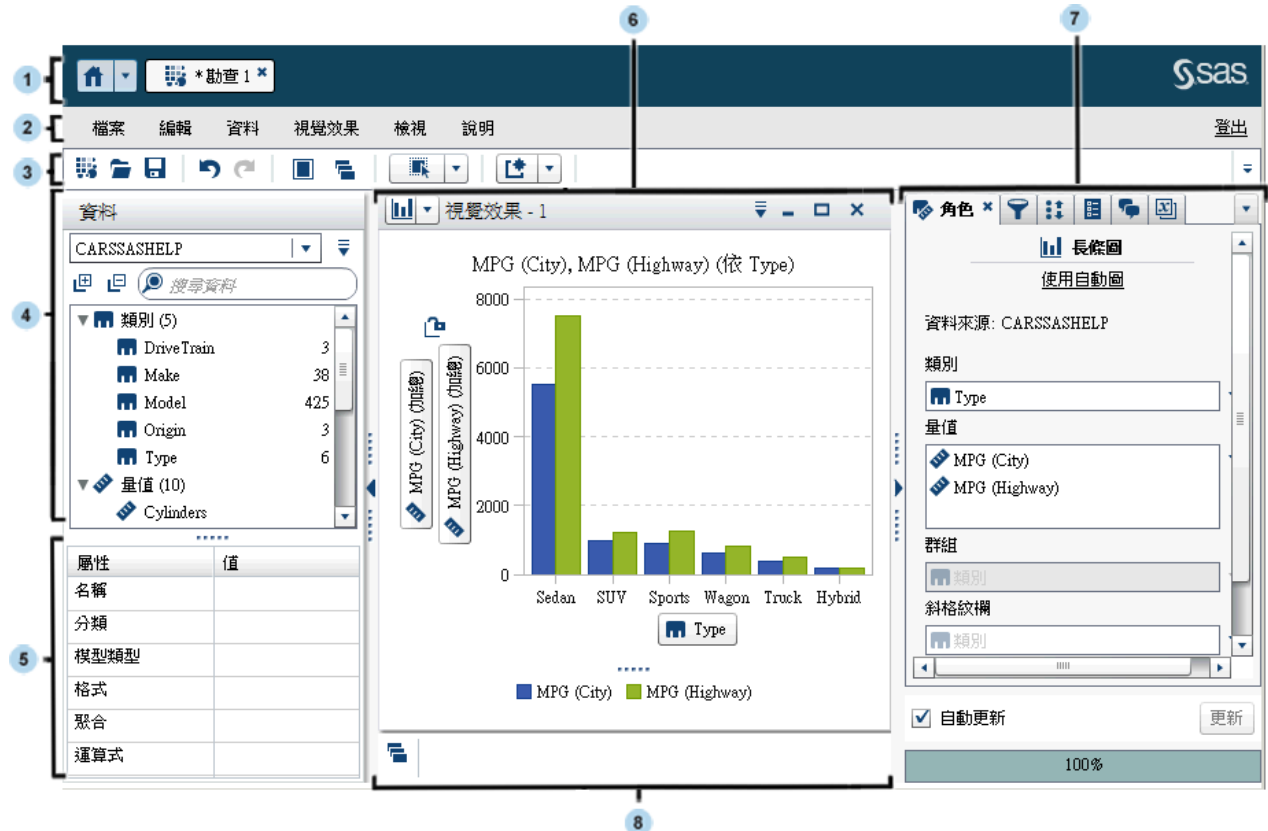 6
7
1
*勘查 1
sas
2
檔案 編輯 資料 視覺效果 檢視 說明 登出
3
4
資料
CARSSASHELP
搜尋資料
類別 (5)
DriveTrain 3
Make 38
Model 425
Origin 3
Type 6
量值 (10)
Cylinders
5
屬性 值
名稱
分類
模型類型
格式
聚合
運算式
視覺效果 - 1
MPG (City), MPG (Highway) (依 Type)
8000
6000
4000
2000
0
MPG (City) (加總)
MPG (Highway) (加總)
Sedan SUV Sports Wagon Truck Hybrid
Type
MPG (City) MPG (Highway)
8
角色
長條圖
使用自動圖
資料來源: CARSSASHELP
類別
Type
量值
MPG (City)
MPG (Highway)
群組
類別
斜格紋欄
類別
自動更新 更新
100%